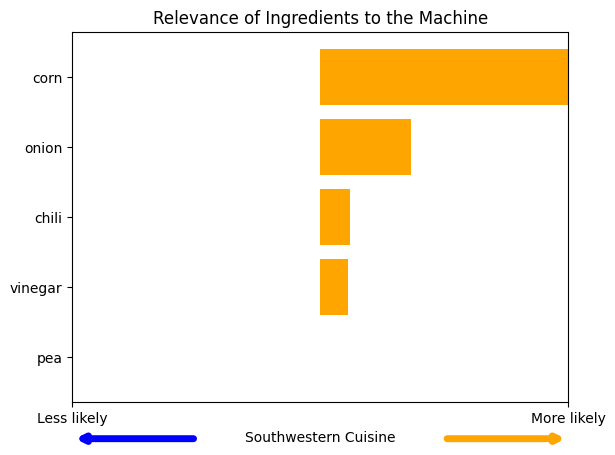 Relevance of Ingredients to the Machine
corn
onion
chili
vinegar
pea
Less likely
More likely
Southwestern Cuisine